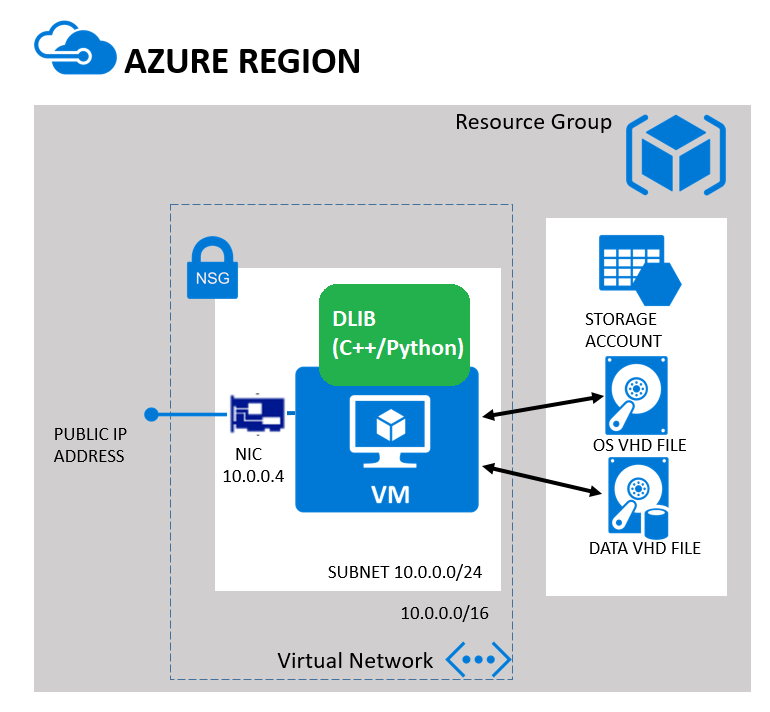 AZURE REGION
Resource Group
NSG
DLIB
(C++/Python)
STORAGE
ACCOUNT
PUBLIC IP
ADDRESS
NIC
10.0.0.4
VM
OS VHD FILE
DATA VHD FILE
SUBNET 10.0.0.0/24
10.0.0.0/16
Virtual Network